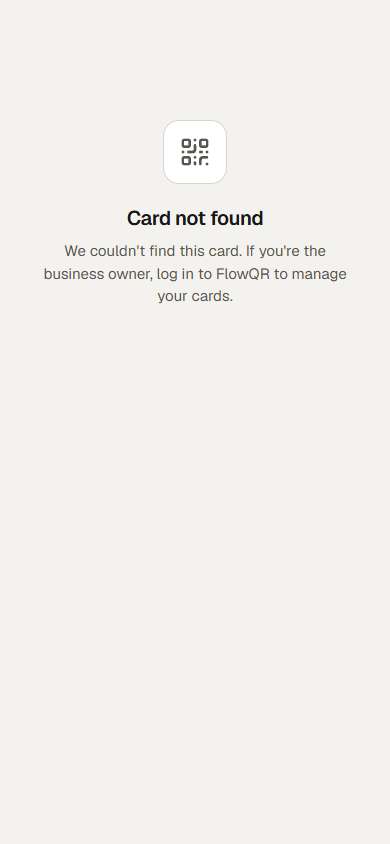 Card not found
We couldn't find this card. If you're the
business owner, log in to FlowQR to manage
your cards.